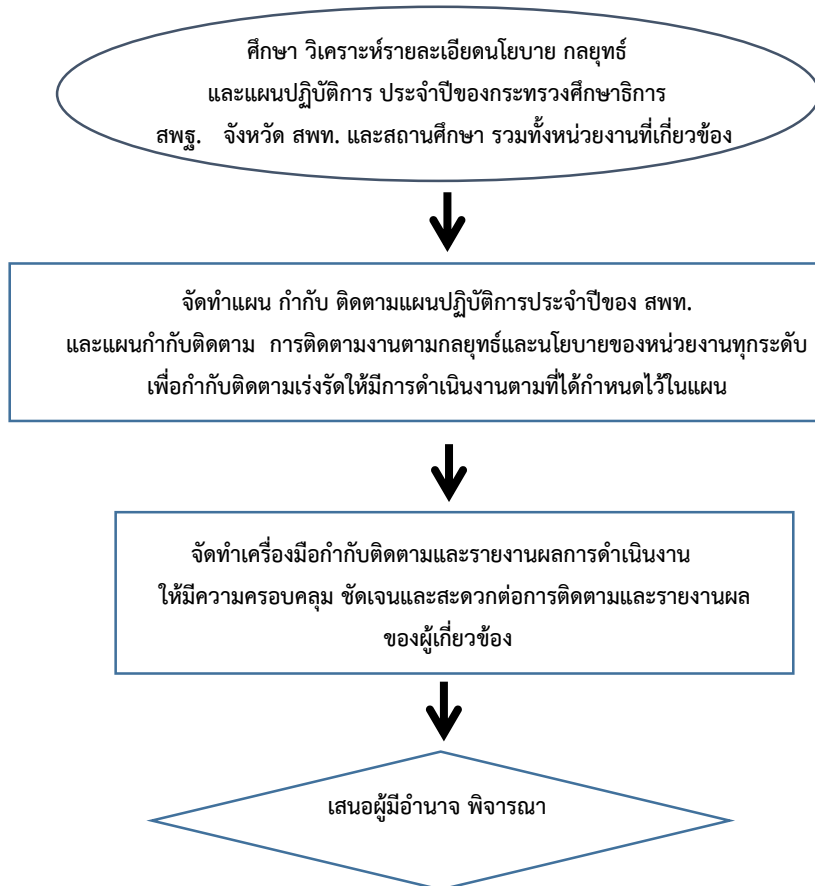 ศึกษา วิเคราะห์รายละเอียดนโยบาย กลยุทธ์
และแผนปฏิบัติการ ประจำปีของกระทรวงศึกษาธิการ
สพฐ. จังหวัด สพท. และสถานศึกษา รวมทั้งหน่วยงานที่เกี่ยวข้อง
จัดทำแผน กำกับ ติดตามแผนปฏิบัติการประจำปีของ สพท.
และแผนกำกับติดตาม การติดตามงานตามกลยุทธ์และนโยบายของหน่วยงานทุกระดับ
เพื่อกำกับติดตามเร่งรัดให้มีการดำเนินงานตามที่ได้กำหนดไว้ในแผน
จัดทำเครื่องมือกำกับติดตามและรายงานผลการดำเนินงาน
ให้มีความครอบคลุม ชัดเจนและสะดวกต่อการติดตามและรายงานผล
ของผู้เกี่ยวข้อง
เสนอผู้มีอำนาจ พิจารณา